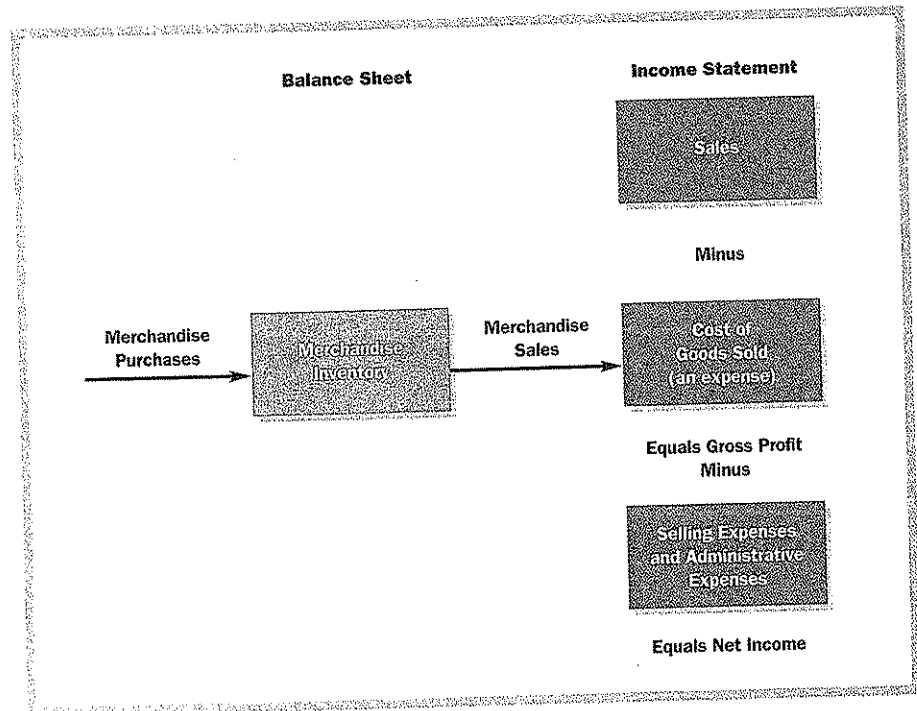 Balance Sheet
Income Statement
Sales
Minus
Merchandise
Purchases
Merchandise
Inventory
Merchandise
Sales
Cost of
Goods Sold
(an expense)
Equals Gross Profit
Minus
Selling Expenses
and Administrative
Expenses
Equals Net Income